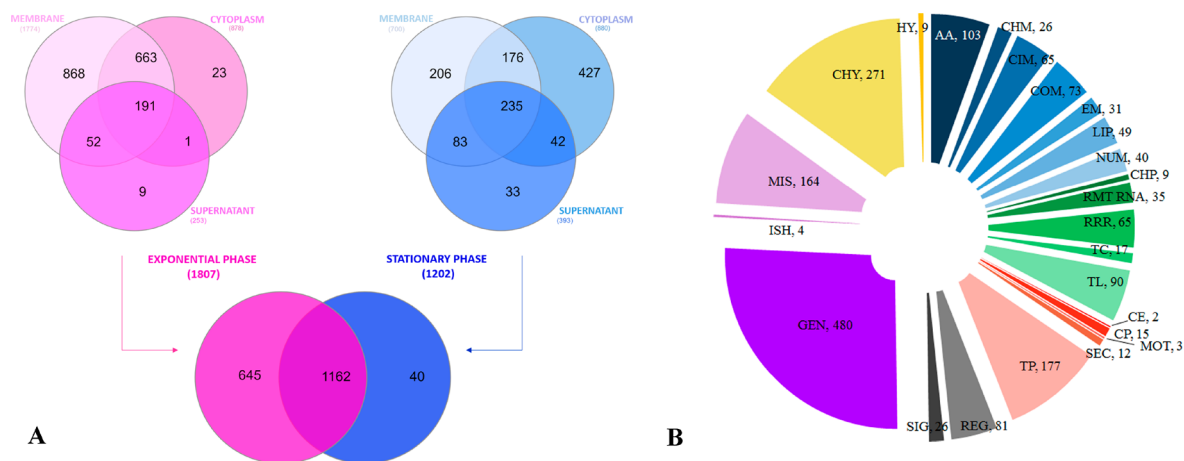 MEMBRANE
(1774)
CYTOPLASM
(878)
868
663
23
191
52
1
9
SUPERNATANT
(253)
MEMBRANE
(700)
CYTOPLASM
(880)
206
176
427
235
83
42
33
SUPERNATANT
(393)
EXPONENTIAL PHASE
(1807)
STATIONARY PHASE
(1202)
645
1162
40
A
HY, 9
AA, 103
CHM, 26
CIM, 65
COM, 73
EM, 31
LIP, 49
NUM, 40
CHP, 9
RMT RNA, 35
RRR, 65
TC, 17
TL, 90
CE, 2
CP, 15
MOT, 3
SEC, 12
TP, 177
REG, 81
SIG, 26
GEN, 480
ISH, 4
MIS, 164
CHY, 271
B